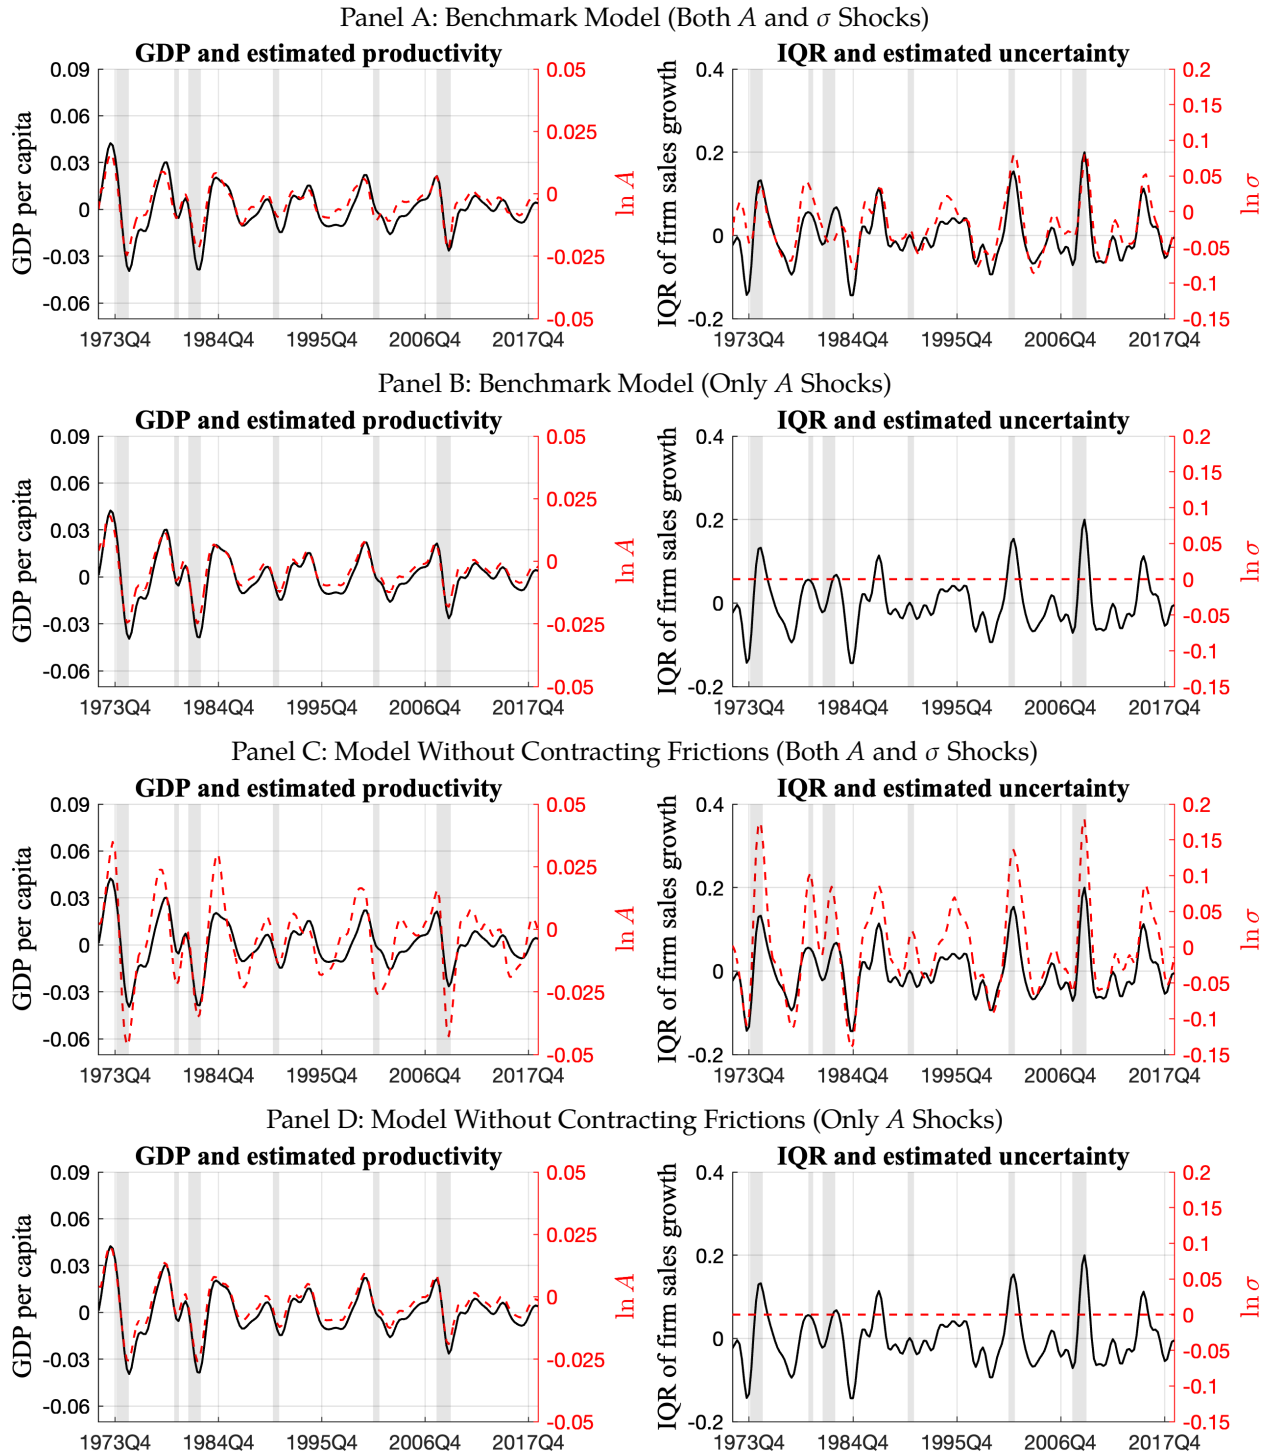 Panel A: Benchmark Model (Both A and σ Shocks)
GDP and estimated productivity
GDP per capita
0.09
0.06
0.03
0
-0.03
-0.06
0.05
0.025
0
-0.025
-0.05
ln A
1973Q4 1984Q4 1995Q4 2006Q4 2017Q4
IQR and estimated uncertainty
IQR of firm sales growth
0.4
0.2
0
-0.2
0.2
0.15
0.1
0.05
0
-0.05
-0.1
-0.15
ln σ
1973Q4 1984Q4 1995Q4 2006Q4 2017Q4
Panel B: Benchmark Model (Only A Shocks)
GDP and estimated productivity
GDP per capita
0.09
0.06
0.03
0
-0.03
-0.06
0.05
0.025
0
-0.025
-0.05
ln A
1973Q4 1984Q4 1995Q4 2006Q4 2017Q4
IQR and estimated uncertainty
IQR of firm sales growth
0.4
0.2
0
-0.2
0.2
0.15
0.1
0.05
0
-0.05
-0.1
-0.15
ln σ
1973Q4 1984Q4 1995Q4 2006Q4 2017Q4
Panel C: Model Without Contracting Frictions (Both A and σ Shocks)
GDP and estimated productivity
GDP per capita
0.09
0.06
0.03
0
-0.03
-0.06
0.05
0.025
0
-0.025
-0.05
ln A
1973Q4 1984Q4 1995Q4 2006Q4 2017Q4
IQR and estimated uncertainty
IQR of firm sales growth
0.4
0.2
0
-0.2
0.2
0.15
0.1
0.05
0
-0.05
-0.1
-0.15
ln σ
1973Q4 1984Q4 1995Q4 2006Q4 2017Q4
Panel D: Model Without Contracting Frictions (Only A Shocks)
GDP and estimated productivity
GDP per capita
0.09
0.06
0.03
0
-0.03
-0.06
0.05
0.025
0
-0.025
-0.05
ln A
1973Q4 1984Q4 1995Q4 2006Q4 2017Q4
IQR and estimated uncertainty
IQR of firm sales growth
0.4
0.2
0
-0.2
0.2
0.15
0.1
0.05
0
-0.05
-0.1
-0.15
ln σ
1973Q4 1984Q4 1995Q4 2006Q4 2017Q4